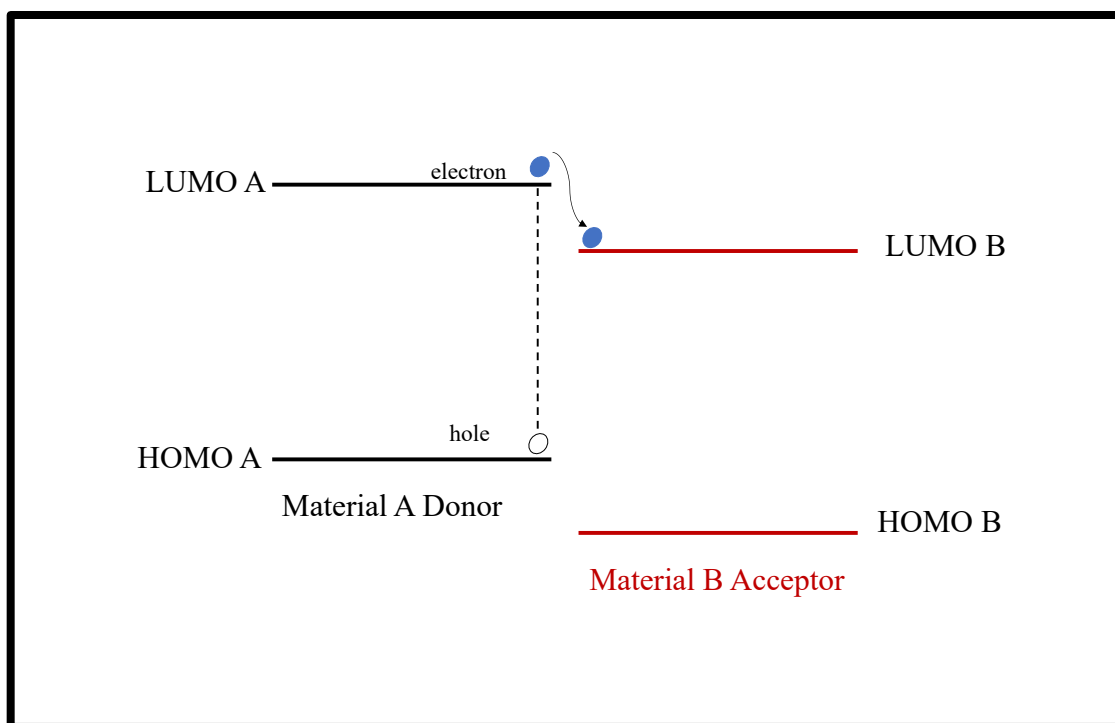 electron
LUMO A
LUMO B
hole
HOMO A
Material A Donor
HOMO B
Material B Acceptor